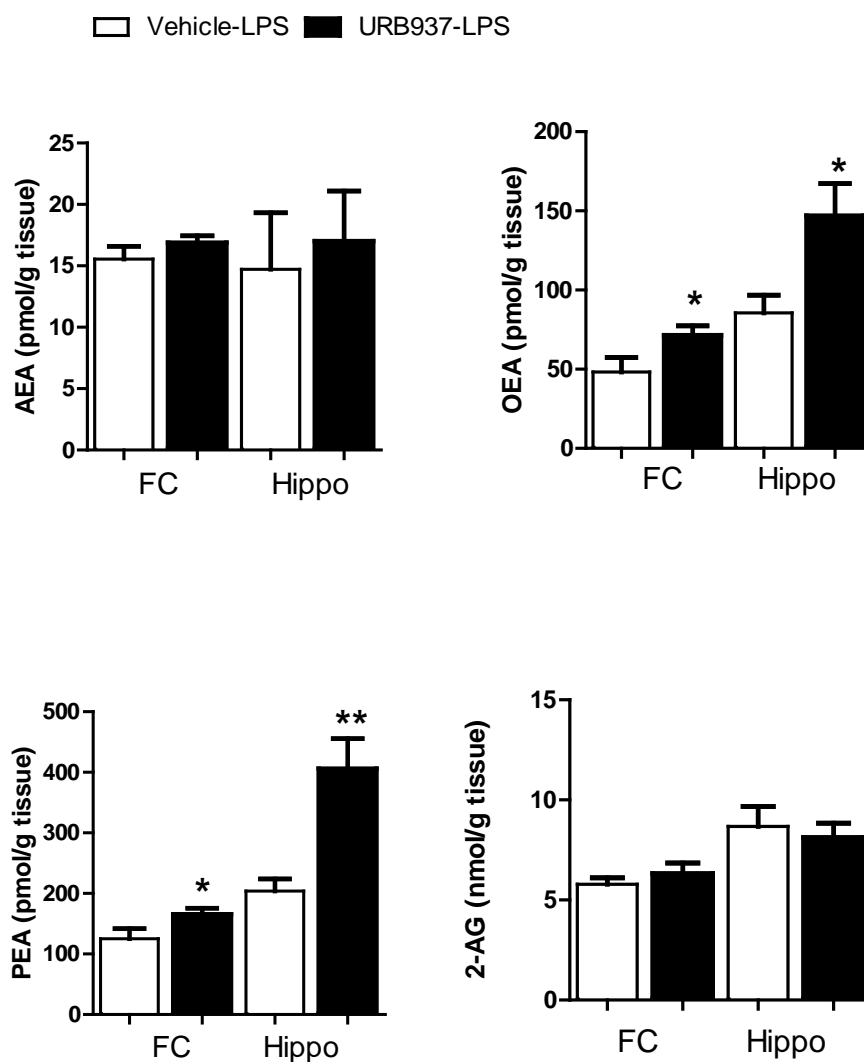 Vehicle-LPS URB937-LPS
AEA (pmol/g tissue)
25
20
15
10
5
0
FC Hippo
OEA (pmol/g tissue)
200
150
100
50
0
*
*
FC Hippo
PEA (pmol/g tissue)
500
400
300
200
100
0
*
**
FC Hippo
2-AG (nmol/g tissue)
15
10
5
0
FC Hippo